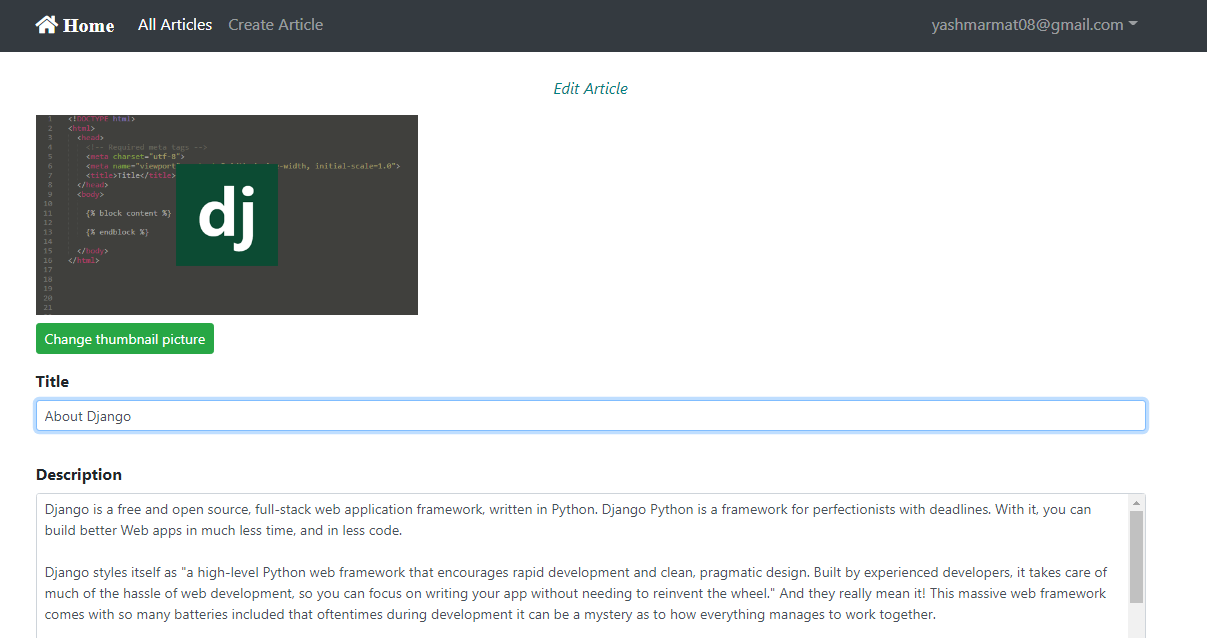 Home All Articles Create Article yashmarmat08@gmail.com
Edit Article
1 <!DOCTYPE html>
2 <html>
3 <head>
4 <!-- Required meta tags -->
5 <meta charset="utf-8">
6 <meta name="viewport" -width, initial-scale=1.0">
7 <title>Title</title>
8 </head>
9 <body>
10
11 {% block content %}
12
13 {% endblock %}
14
15 </body>
16 </html>
17
18
19
20
21
dj
Change thumbnail picture
Title
About Django
Description
Django is a free and open source, full-stack web application framework, written in Python. Django Python is a framework for perfectionists with deadlines. With it, you can
build better Web apps in much less time, and in less code.
Django styles itself as "a high-level Python web framework that encourages rapid development and clean, pragmatic design. Built by experienced developers, it takes care of
much of the hassle of web development, so you can focus on writing your app without needing to reinvent the wheel." And they really mean it! This massive web framework
comes with so many batteries included that oftentimes during development it can be a mystery as to how everything manages to work together.